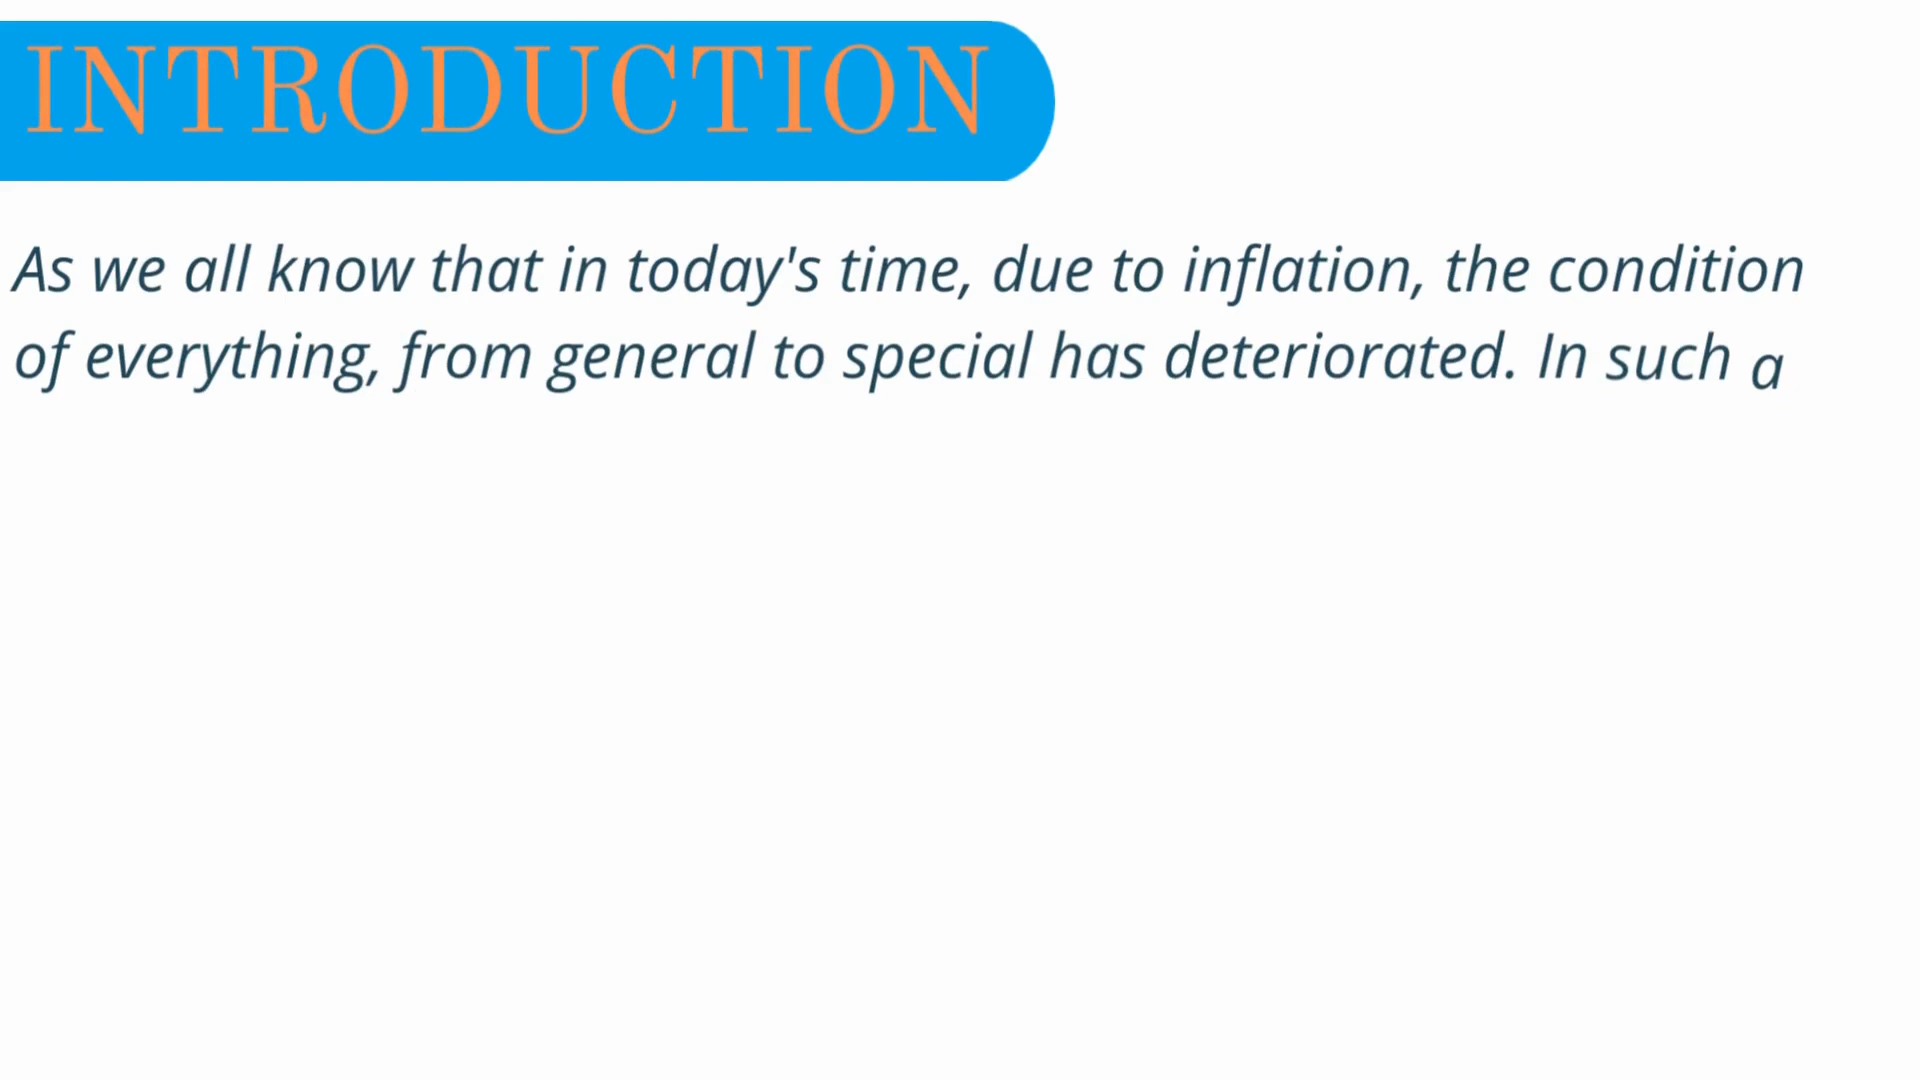 INTRODUCTION
As we all know that in today's time, due to inflation, the condition
of everything, from general to special has deteriorated. In such a